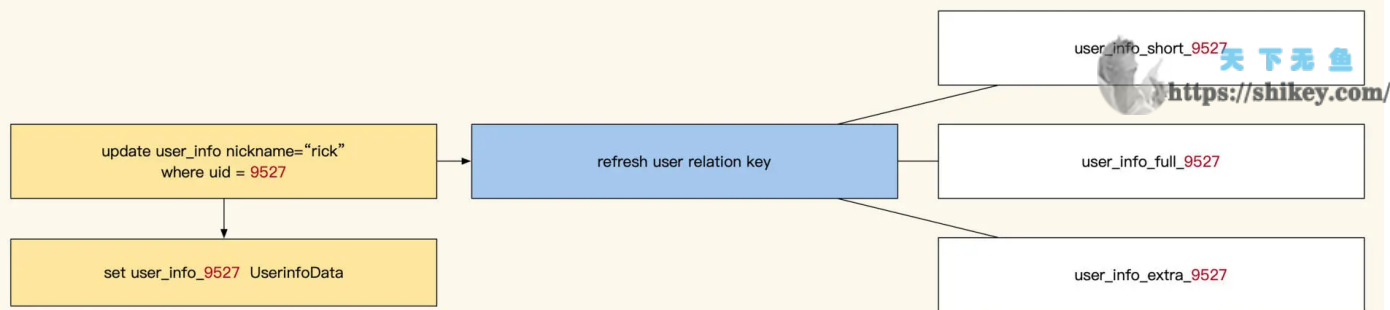 user_info_short_9527
天下无鱼
https://shikey.com/
update user_info nickname=“rick”
where uid = 9527
refresh user relation key
user_info_full_9527
set user_info_9527 UserinfoData
user_info_extra_9527